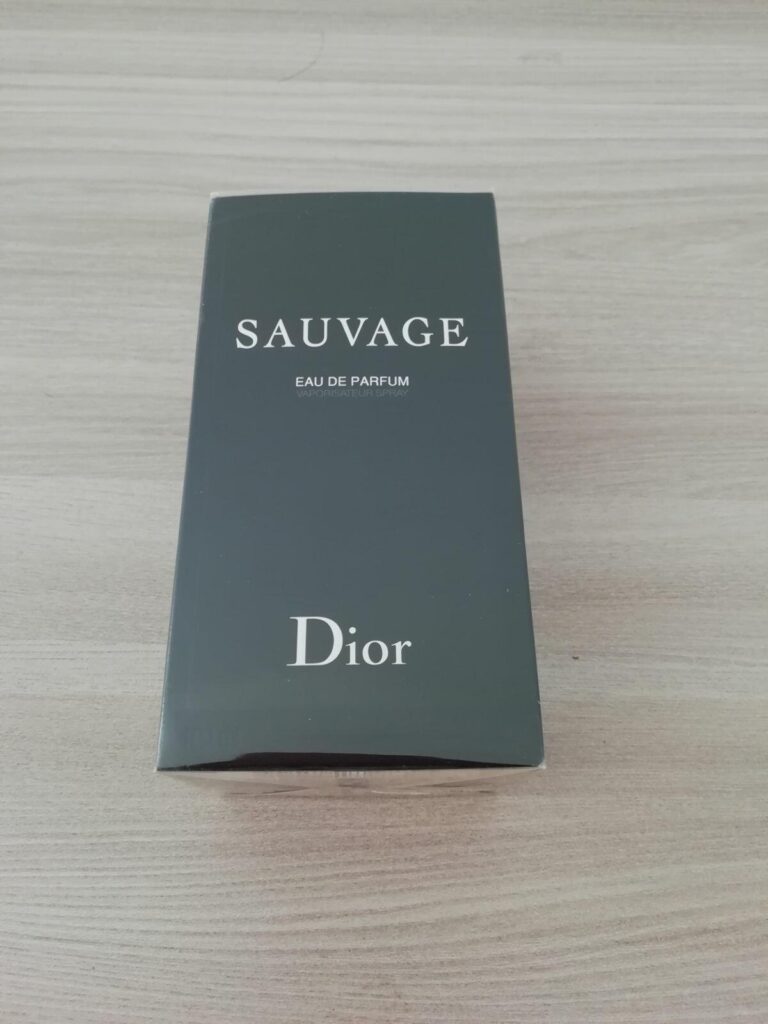 SAUVAGE
EAU DE PARFUM
VAPORISATEUR SPRAY
Dior